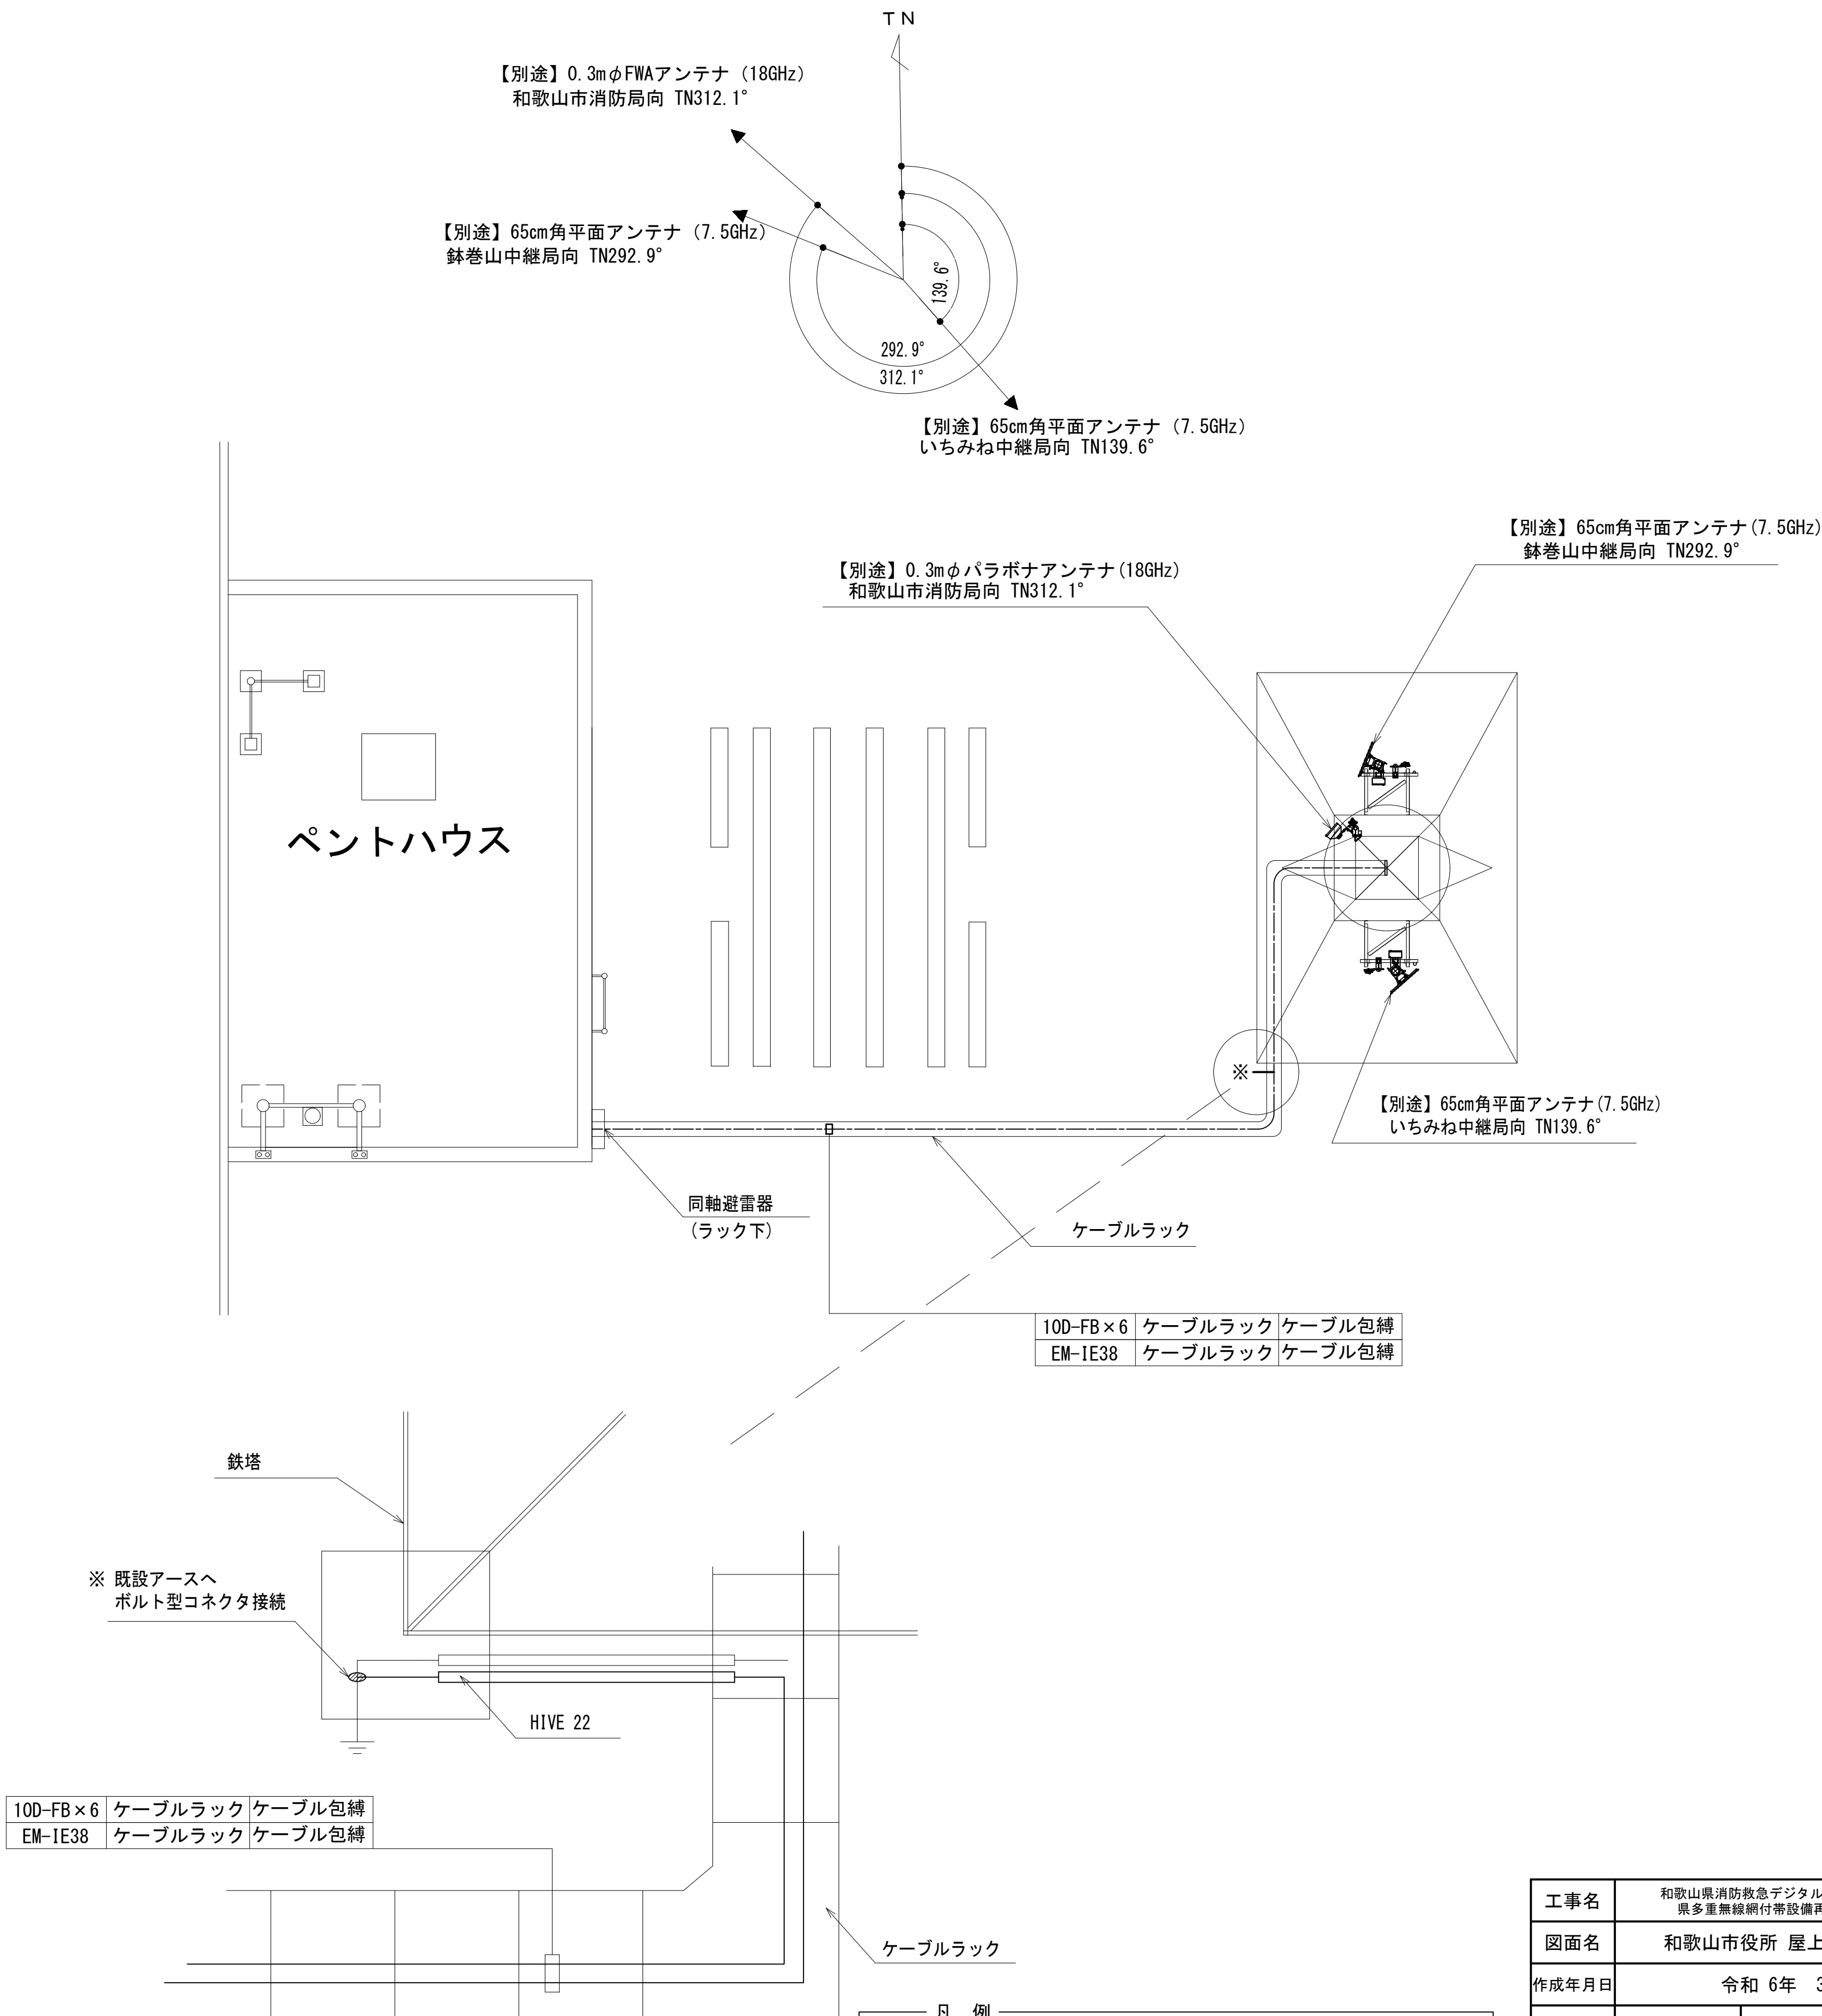 TN
【別途】0.3mφFWAアンテナ (18GHz)
和歌山市消防局向 TN312.1°
【別途】65cm角平面アンテナ (7.5GHz)
鉢巻山中継局向 TN292.9°
139.6°
292.9°
312.1°
【別途】65cm角平面アンテナ (7.5GHz)
いちみね中継局向 TN139.6°
【別途】65cm角平面アンテナ(7.5GHz)
鉢巻山中継局向 TN292.9°
【別途】0.3mφパラボナアンテナ(18GHz)
和歌山市消防局向 TN312.1°
ペントハウス
※
【別途】65cm角平面アンテナ(7.5GHz)
いちみね中継局向 TN139.6°
同軸避雷器
(ラック下)
ケーブルラック
10D-FB×6 ケーブルラック ケーブル包縛
EM-IE38 ケーブルラック ケーブル包縛
鉄塔
※ 既設アースへ
ボルト型コネクタ接続
HIVE 22
10D-FB×6 ケーブルラック ケーブル包縛
EM-IE38 ケーブルラック ケーブル包縛
ケーブルラック
凡 例
工事名 和歌山県消防救急デジタル
県多重無線網付帯設備
図面名 和歌山市役所 屋上
作成年月日 令和 6年 3